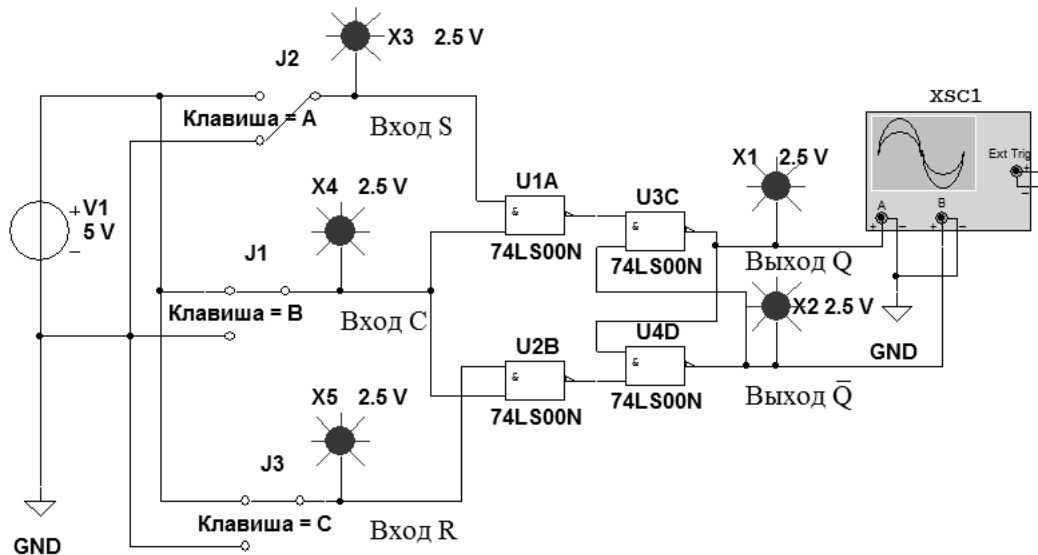 X3 2.5 V
J2
Клавиша = A
Вход S
xsc1
Ext Trig
+
−
A
B
+ − + −
X4 2.5 V
U1A
&
74LS00N
U3C
&
74LS00N
X1 2.5 V
Выход Q
+ V1
5 V
−
J1
Клавиша = B
Вход C
X2 2.5 V
GND
U2B
&
74LS00N
U4D
&
74LS00N
Выход Q̅
X5 2.5 V
J3
Клавиша = C
Вход R
GND